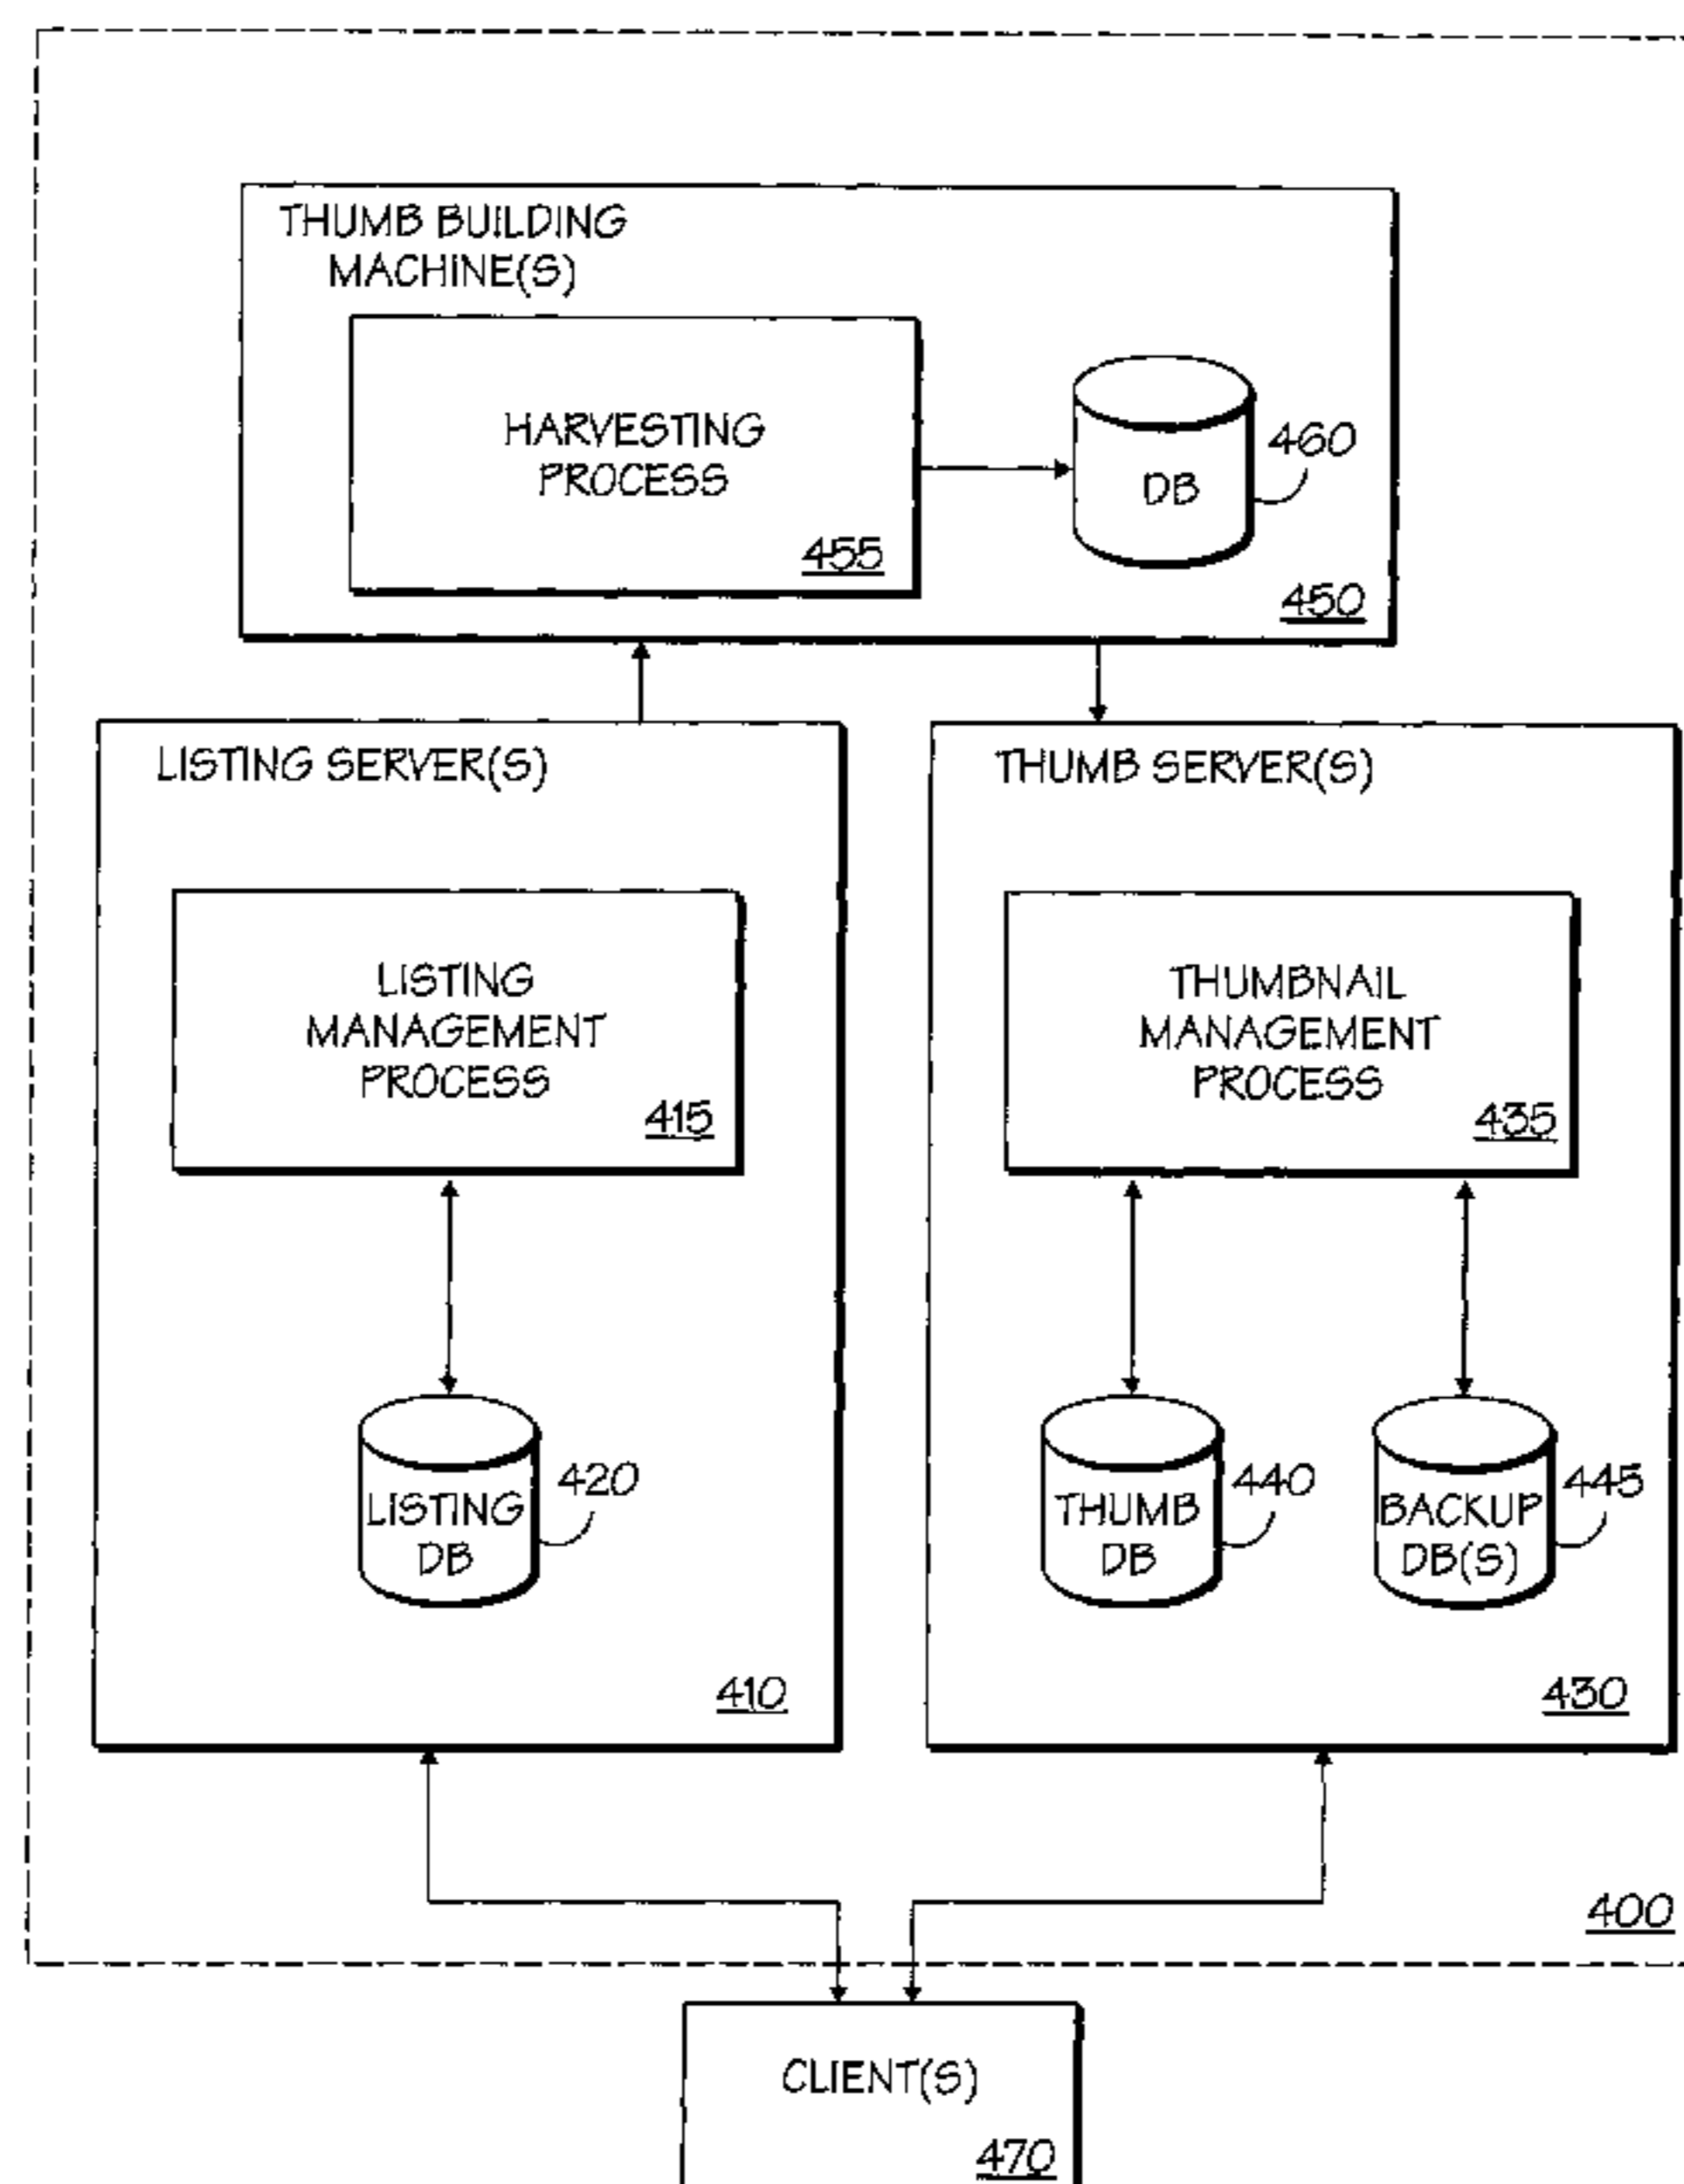 THUMB BUILDING
MACHINE(S)
HARVESTING
PROCESS
455
DB
460
450
LISTING SERVER(S)
LISTING
MANAGEMENT
PROCESS
415
LISTING
DB
420
410
THUMB SERVER(S)
THUMBNAIL
MANAGEMENT
PROCESS
435
THUMB
DB
440
BACKUP
DB(S)
445
430
400
CLIENT(S)
470